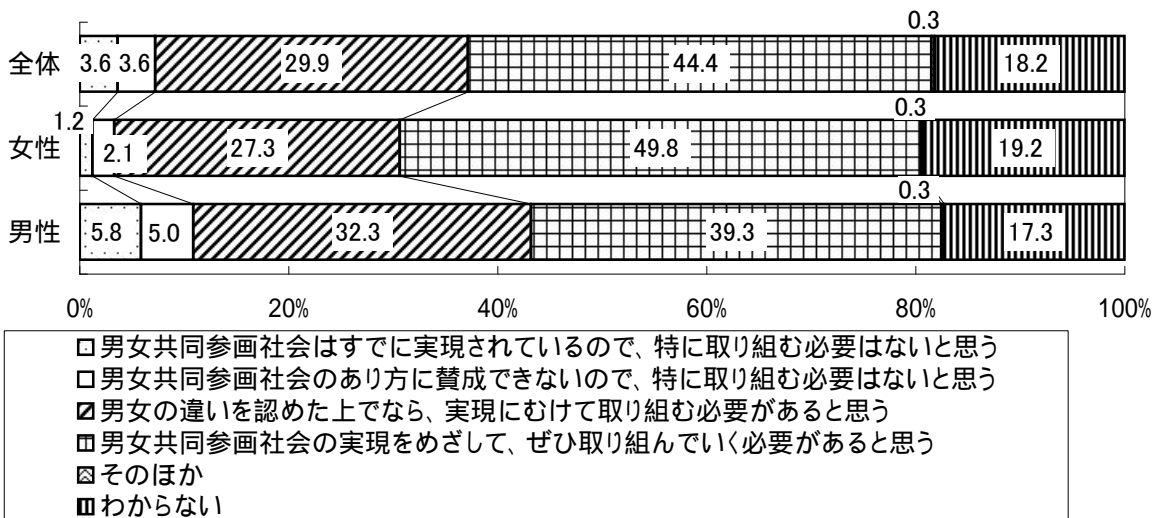 0.3
全体 3.6 3.6 29.9 44.4 18.2
1.2 0.3
女性 2.1 27.3 49.8 19.2
0.3
男性 5.8 5.0 32.3 39.3 17.3
0% 20% 40% 60% 80% 100%
男女共同参画社会はすでに実現されているので、特に取り組む必要はないと思う
男女共同参画社会のあり方に賛成できないので、特に取り組む必要はないと思う
男女の違いを認めた上でなら、実現にむけて取り組む必要があると思う
男女共同参画社会の実現をめざして、ぜひ取り組んでいく必要があると思う
そのほか
わからない